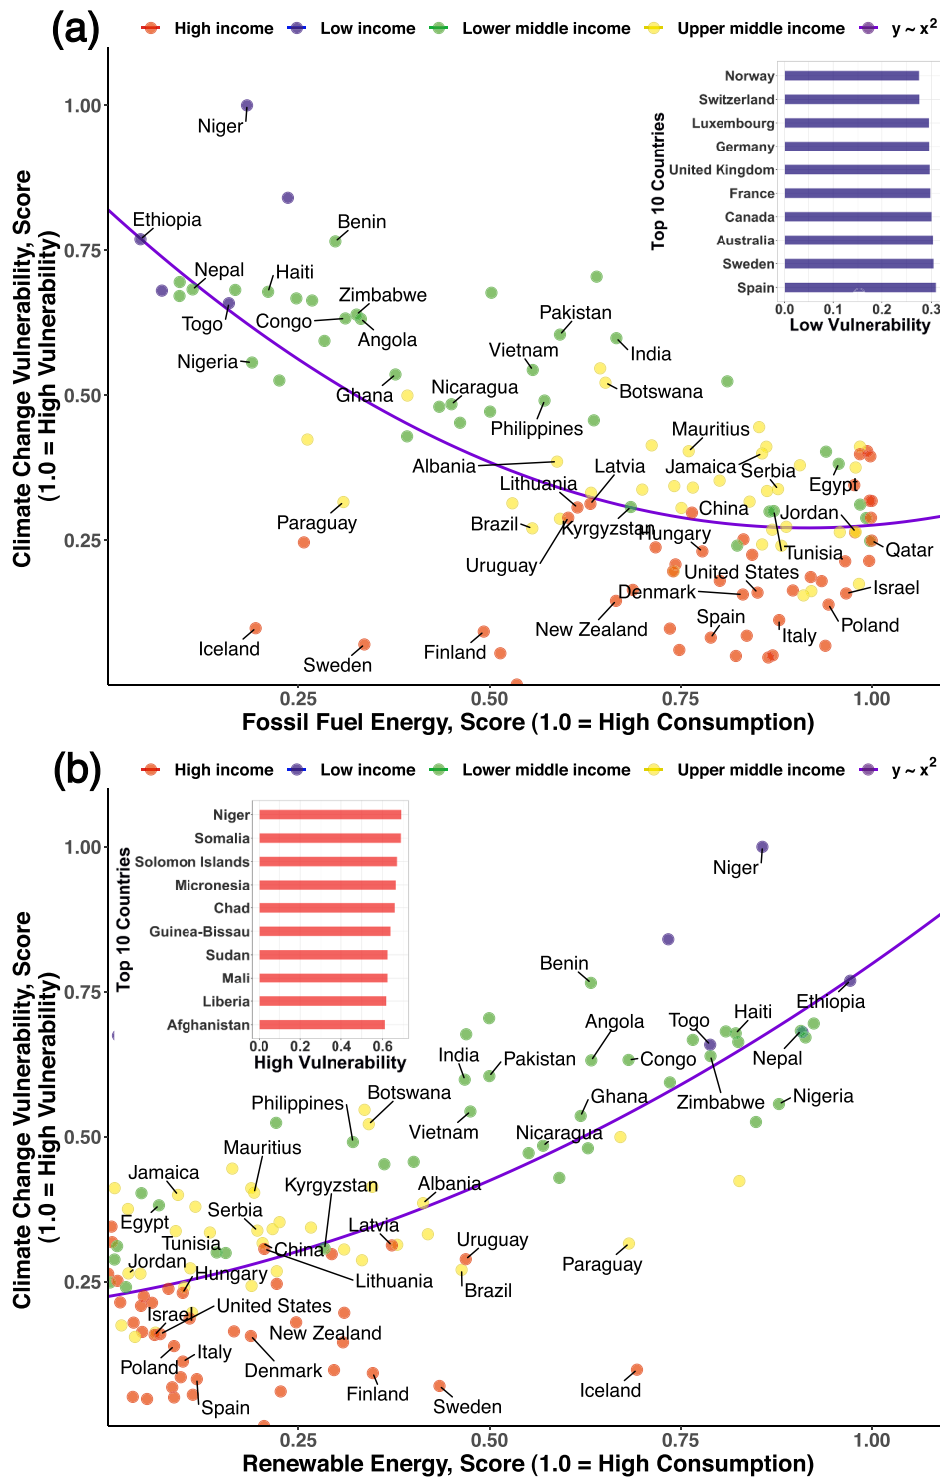 (a)
High income
Low income
Lower middle income
Upper middle income
y ~ x²
1.00
0.75
0.50
0.25
Climate Change Vulnerability, Score
(1.0 = High Vulnerability)
Niger
Ethiopia
Benin
Nepal
Haiti
Zimbabwe
Togo
Congo
Angola
Pakistan
Nigeria
Vietnam
India
Ghana
Nicaragua
Botswana
Philippines
Mauritius
Albania
Latvia
Jamaica
Serbia
Lithuania
Egypt
Paraguay
Brazil
Kyrgyzstan
China
Jordan
Hungary
Uruguay
Tunisia
Qatar
United States
Denmark
Israel
New Zealand
Spain
Italy
Poland
Iceland
Sweden
Finland
Top 10 Countries
Norway
Switzerland
Luxembourg
Germany
United Kingdom
France
Canada
Australia
Sweden
Spain
0.0 0.1 0.2 0.3
Low Vulnerability
0.25 0.50 0.75 1.00
Fossil Fuel Energy, Score (1.0 = High Consumption)
(b)
High income
Low income
Lower middle income
Upper middle income
y ~ x²
1.00
0.75
0.50
0.25
Climate Change Vulnerability, Score
(1.0 = High Vulnerability)
Top 10 Countries
Niger
Somalia
Solomon Islands
Micronesia
Chad
Guinea-Bissau
Sudan
Mali
Liberia
Afghanistan
0.0 0.2 0.4 0.6
High Vulnerability
Niger
Benin
Ethiopia
Angola
Togo
Haiti
India
Pakistan
Congo
Nepal
Botswana
Philippines
Ghana
Zimbabwe
Nigeria
Vietnam
Nicaragua
Mauritius
Jamaica
Kyrgyzstan
Albania
Egypt
Serbia
Latvia
Tunisia
China
Uruguay
Jordan
Hungary
Lithuania
Paraguay
Brazil
Israel
United States
New Zealand
Poland
Italy
Denmark
Finland
Iceland
Spain
Sweden
0.25 0.50 0.75 1.00
Renewable Energy, Score (1.0 = High Consumption)